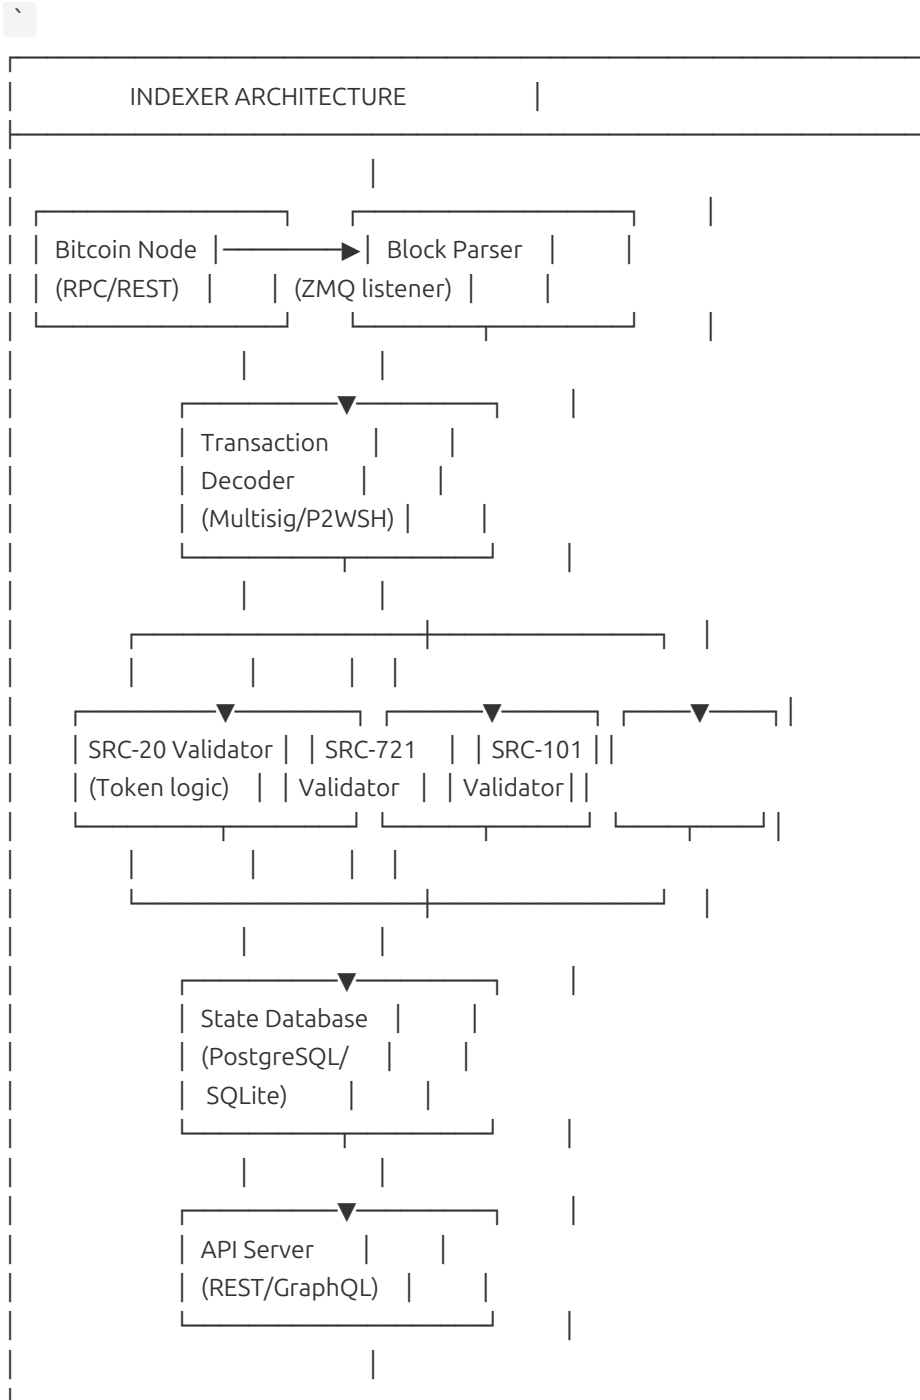 `
INDEXER ARCHITECTURE
Bitcoin Node Block Parser
(RPC/REST) (ZMQ listener)
Transaction
Decoder
(Multisig/P2WSH)
SRC-20 Validator SRC-721 SRC-101
(Token logic) Validator Validator
State Database
(PostgreSQL/
SQLite)
API Server
(REST/GraphQL)